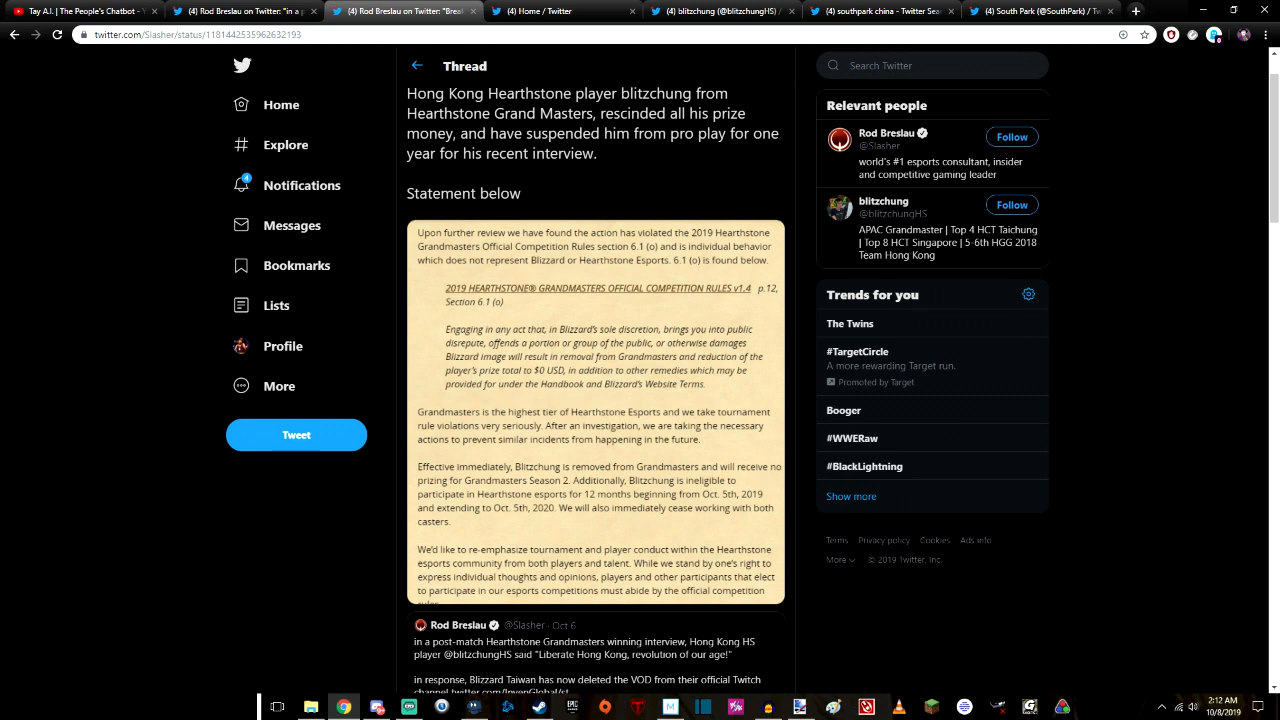 Tay A.I. | The People's Chatbot - Y
(4) Rod Breslau on Twitter: "in a p
(4) Rod Breslau on Twitter: "Break
(4) Home / Twitter
(4) blitzchung (@blitzchungHS) /
(4) southpark - Twitter Sear
(4) South Park (@SouthPark) / Tw
twitter.com/Slasher/status/1181442535962632193
Home
Explore
4
Notifications
Messages
Bookmarks
Lists
Profile
More
Tweet
Thread
Hong Kong Hearthstone player blitzchung from
Hearthstone Grand Masters, rescinded all his prize
money, and have suspended him from pro play for one
year for his recent interview.
Statement below
Upon further review we have found the action has violated the 2019 Hearthstone
Grandmasters Official Competition Rules section 6.1 (o) and is individual behavior
which does not represent Blizzard or Hearthstone Esports. 6.1 (o) is found below.
2019 HEARTHSTONE® GRANDMASTERS OFFICIAL COMPETITION RULES v1.4 p.12,
Section 6.1 (o)
Engaging in any act that, in Blizzard's sole discretion, brings you into public
disrepute, offends a portion or group of the public, or otherwise damages
Blizzard image will result in removal from Grandmasters and reduction of the
player's prize total to $0 USD, in addition to other remedies which may be
provided for under the Handbook and Blizzard's Website Terms.
Grandmasters is the highest tier of Hearthstone Esports and we take tournament
rule violations very seriously. After an investigation, we are taking the necessary
actions to prevent similar incidents from happening in the future.
Effective immediately, Blitzchung is removed from Grandmasters and will receive no
prizing for Grandmasters Season 2. Additionally, Blitzchung is ineligible to
participate in Hearthstone esports for 12 months beginning from Oct. 5th, 2019
and extending to Oct. 5th, 2020. We will also immediately cease working with both
casters.
We'd like to re-emphasize tournament and player conduct within the Hearthstone
esports community from both players and talent. While we stand by one's right to
express individual thoughts and opinions, players and other participants that elect
to participate in our esports competitions must abide by the official competition
rules.
Rod Breslau @Slasher · Oct 6
in a post-match Hearthstone Grandmasters winning interview, Hong Kong HS
player @blitzchungHS said "Liberate Hong Kong, revolution of our age!"
in response, Blizzard Taiwan has now deleted the VOD from their official Twitch
channel twitter.com/InvenGlobal/st
Search Twitter
Relevant people
Rod Breslau
@Slasher
Follow
world's #1 esports consultant, insider
and competitive gaming leader
blitzchung
@blitzchungHS
Follow
APAC Grandmaster | Top 4 HCT Taichung
| Top 8 HCT Singapore | 5-6th HGG 2018
Team Hong Kong
Trends for you
The Twins
#TargetCircle
A more rewarding Target run.
Promoted by Target
Booger
#WWERaw
#BlackLightning
Show more
Terms Privacy policy Cookies Ads info
More © 2019 Twitter, Inc.
2:12 AM
10/8/2019